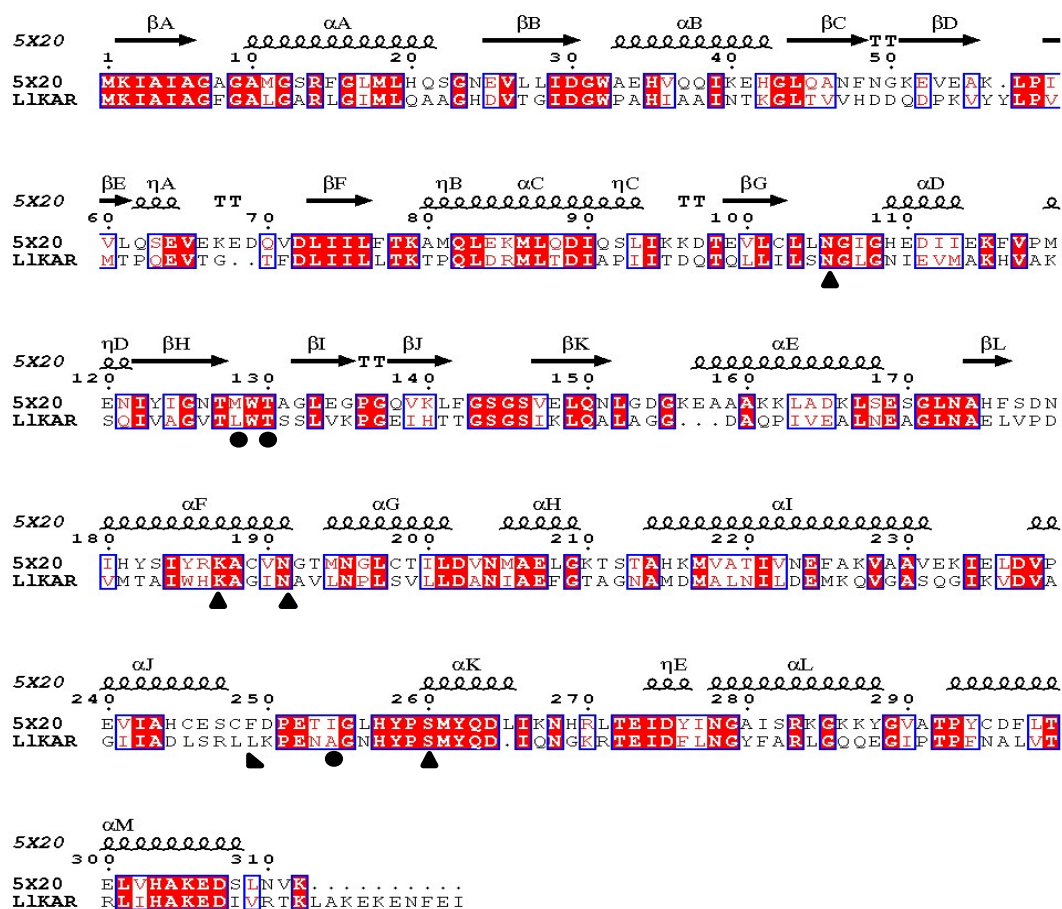 5X20 βA αA βB αB βC TT βD
1 10 20 30 40 50
5X20 MKIAIAGAGAMGSRFGLMLHQSGNEVLLIDGWAEHVQQIKEHGLQANFNGKEVEAK.LPI
LlKAR MKIAIAGFGALGARLGIMLQAAGHDVTGIDGWPAHIAAINTKGLTVVHDDQDPKVYYLPV
5X20 βE ηA TT βF ηB αC ηC TT βG αD
60 70 80 90 100 110
5X20 VLQSEVEKEDQVDLIILFTKAMQLEKMLQDIQSLIKKDTEVLCLLNGIGHEDIIEKFVPM
LlKAR MTPQEVTG..TFDLIILLTKTPQLDRMLTDIAPIITDQTQLLILSNGLGNIEVMAKHVAK
5X20 ηD βH βI TT βJ βK αE βL
120 130 140 150 160 170
5X20 ENIYIGNTMWTAGLEGPGQVKLFGSGSVELQNLGDGKEAAAKKLADKLSESGLNAHFSDN
LlKAR SQIVAGVTLWTSSLVKPGEIHTTGSGSIKLQALAGG...DAQPIVEALNEAGLNAELVPD
5X20 αF αG αH αI
180 190 200 210 220 230
5X20 IHYSIYRKACVNGTMNGLCTILDVNMAELGKTSTAHKMVATIVNEFAKVAAVEKIELDVP
LlKAR VMTAIWHKAGINAVLNPLSVLLDANIAEFGTAGNAMDMALNILDEMKQVGASQGIKVDVA
5X20 αJ αK ηE αL
240 250 260 270 280 290
5X20 EVIAHCESCFDPETIGLHYPSMYQDLIKNHRLTEIDYINGAISRKGKKYGVATPYCDFLT
LlKAR GIIADLSRLLKPENAGNHYPSMYQD.IQNGKRTEIDFLNGYFARLGQQEGIPTPFNALVT
5X20 αM
300 310
5X20 ELVHAKEDSLNVK..........
LlKAR RLIHAKEDIVRTKLAKEKENFEI